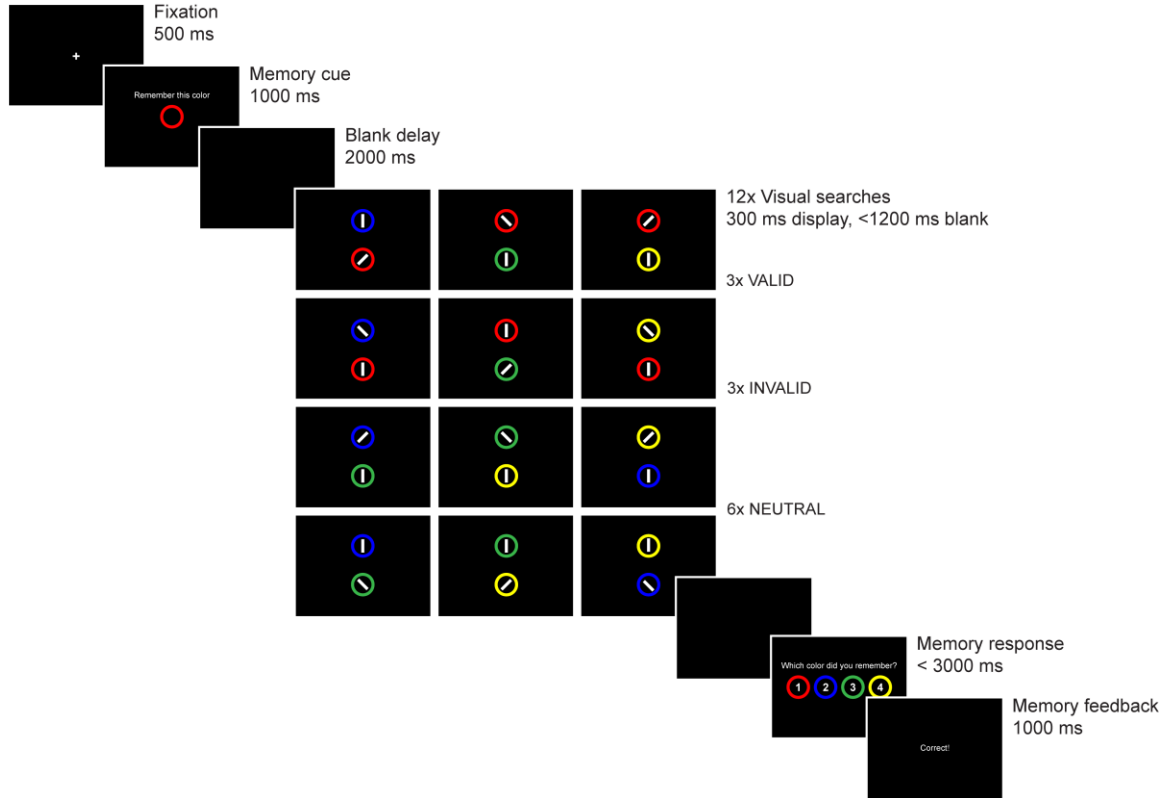 Fixation
500 ms
+
Memory cue
1000 ms
Remember this color
Blank delay
2000 ms
12x Visual searches
300 ms display, <1200 ms blank
3x VALID
3x INVALID
6x NEUTRAL
Memory response
< 3000 ms
Which color did you remember?
1 2 3 4
Memory feedback
1000 ms
Correct!